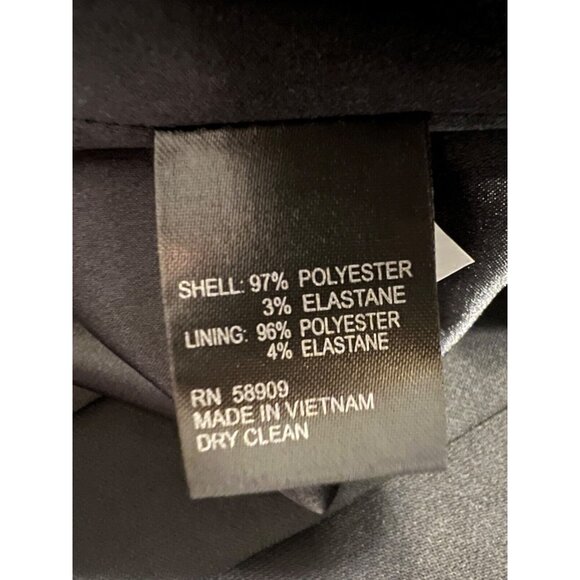 SHELL: 97% POLYESTER
3% ELASTANE
LINING: 96% POLYESTER
4% ELASTANE
RN 58909
MADE IN VIETNAM
DRY CLEAN